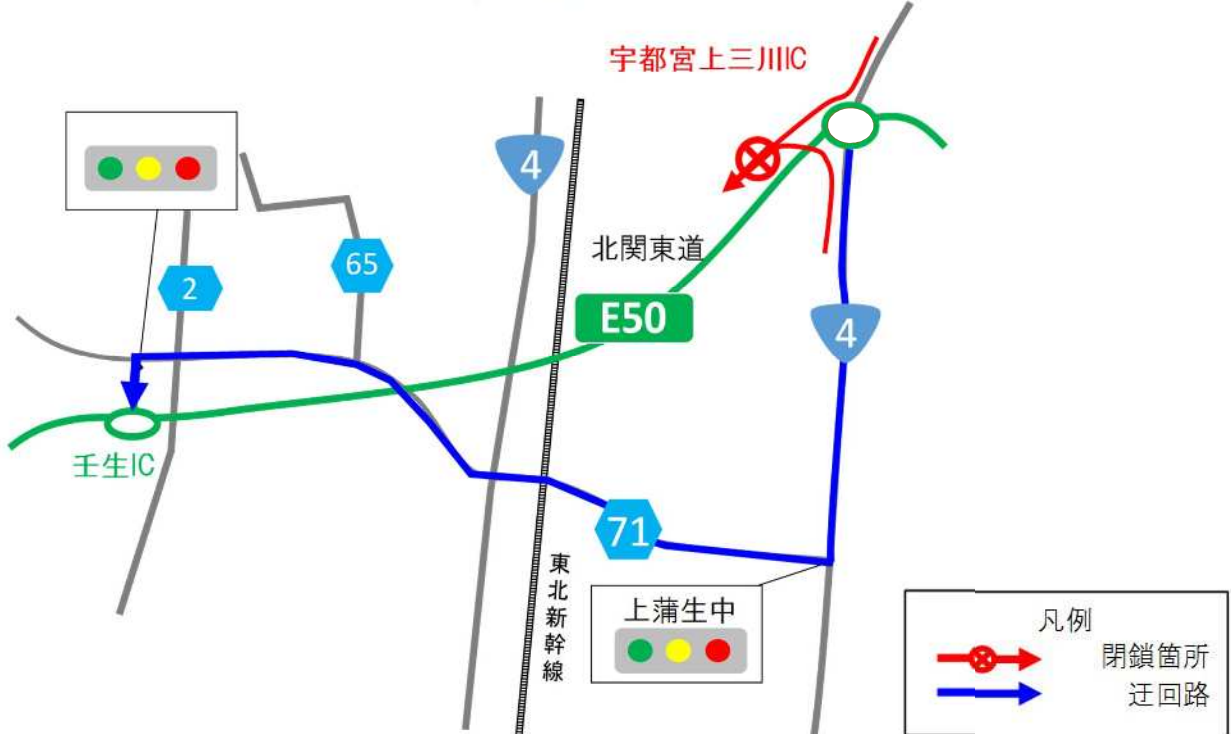 宇都宮上三川IC
4
北関東道
65
2
E50
4
壬生IC
71
東北新幹線
上蒲生中
凡例
閉鎖箇所
迂回路